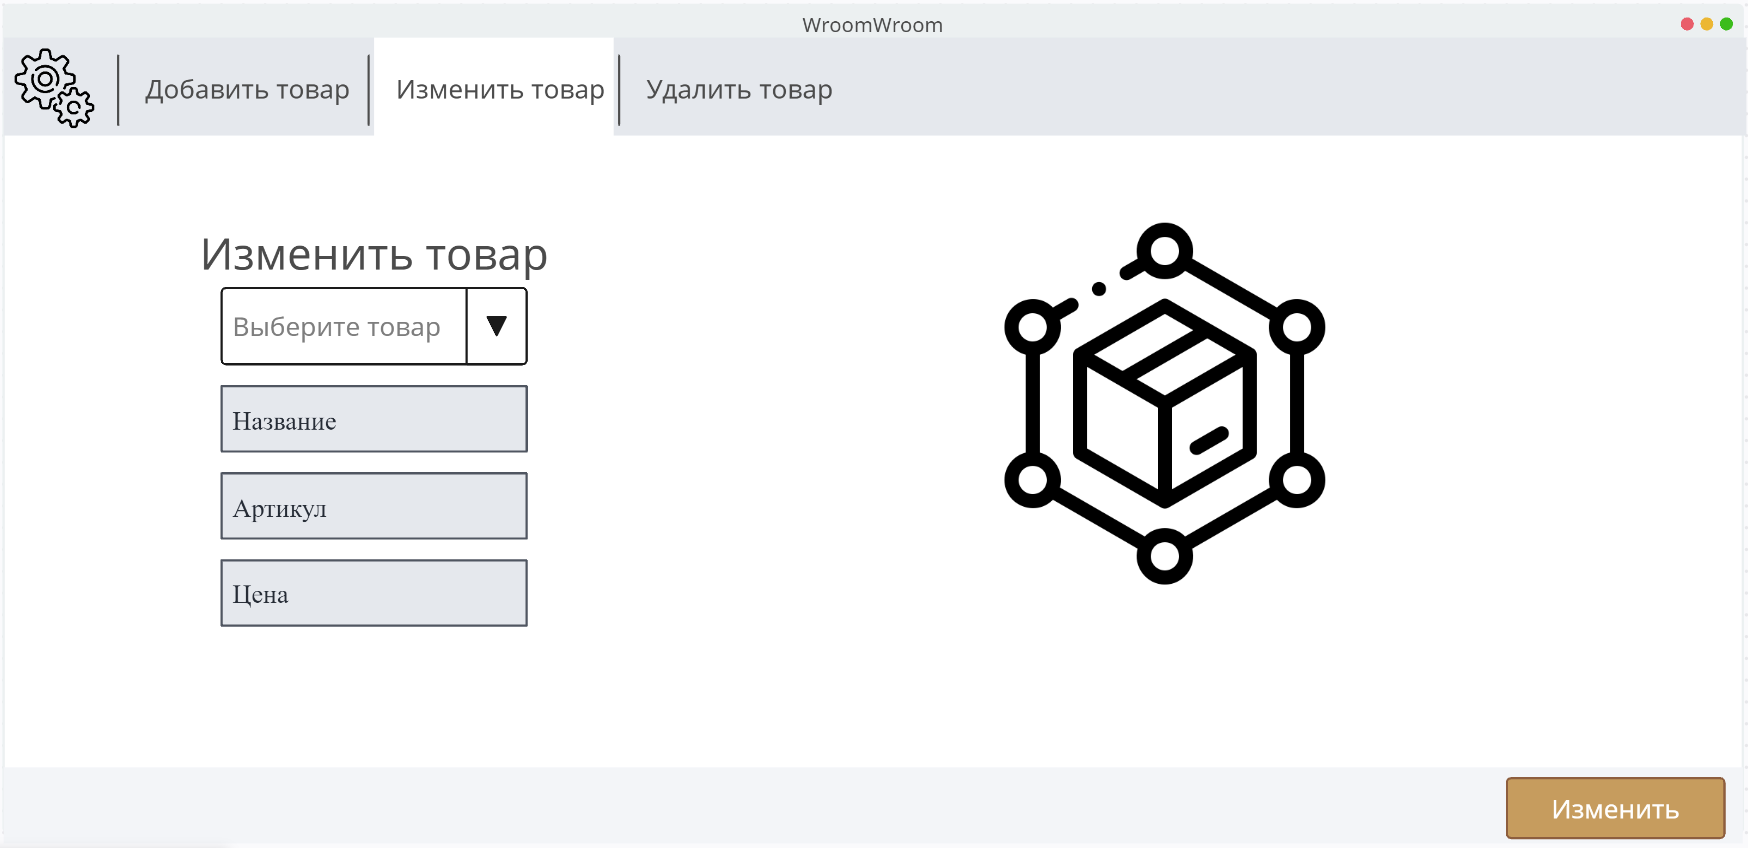 WroomWroom
Добавить товар
Изменить товар
Удалить товар
Изменить товар
Выберите товар
Название
Артикул
Цена
Изменить